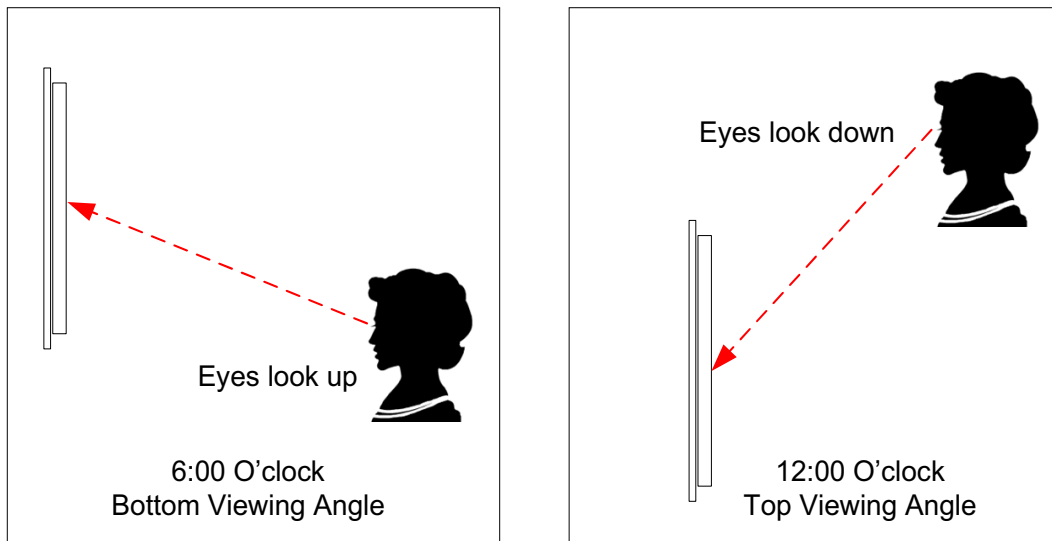 Eyes look up
6:00 O’clock
Bottom Viewing Angle
Eyes look down
12:00 O’clock
Top Viewing Angle